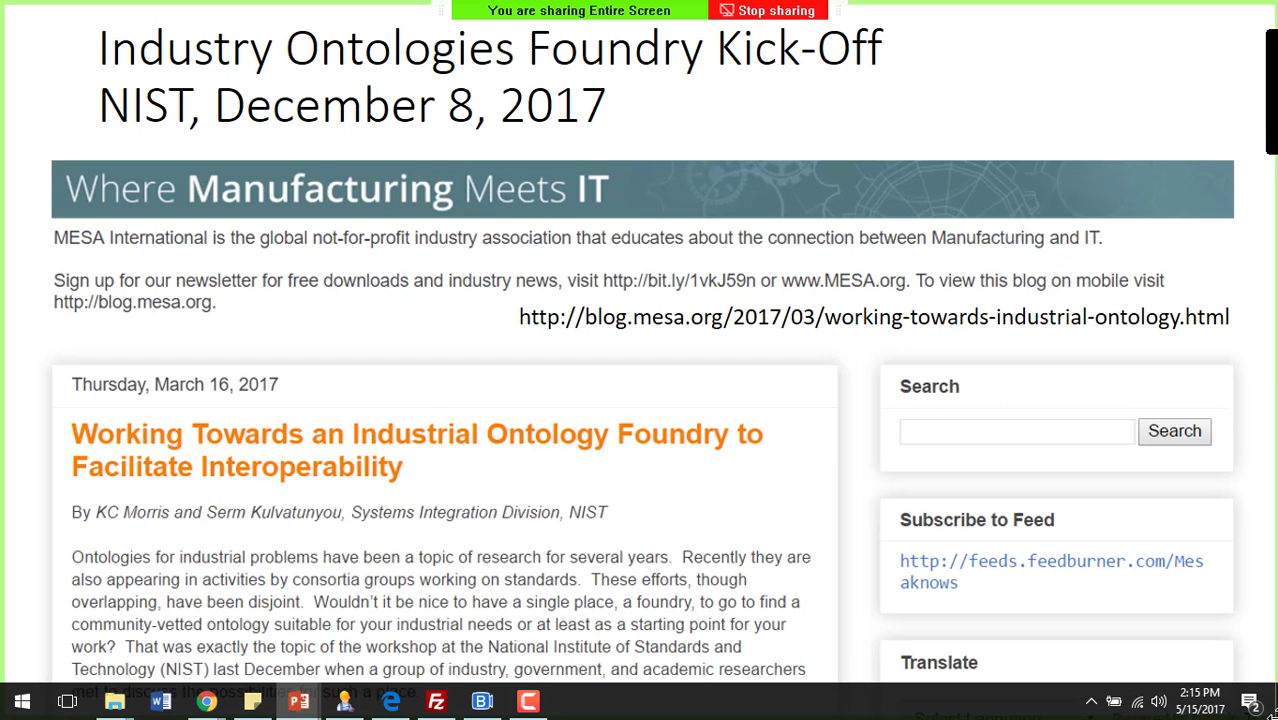 You are sharing Entire Screen
Stop sharing
Industry Ontologies Foundry Kick-Off
NIST, December 8, 2017
Where Manufacturing Meets IT
MESA International is the global not-for-profit industry association that educates about the connection between Manufacturing and IT.
Sign up for our newsletter for free downloads and industry news, visit http://bit.ly/1vkJ59n or www.MESA.org. To view this blog on mobile visit
http://blog.mesa.org.
http://blog.mesa.org/2017/03/working-towards-industrial-ontology.html
Thursday, March 16, 2017
Working Towards an Industrial Ontology Foundry to
Facilitate Interoperability
By KC Morris and Serm Kulvatunyou, Systems Integration Division, NIST
Ontologies for industrial problems have been a topic of research for several years.  Recently they are
also appearing in activities by consortia groups working on standards.  These efforts, though
overlapping, have been disjoint.  Wouldn't it be nice to have a single place, a foundry, to go to find a
community-vetted ontology suitable for your industrial needs or at least as a starting point for your
work?  That was exactly the topic of the workshop at the National Institute of Standards and
Technology (NIST) last December when a group of industry, government, and academic researchers
met to discuss the possibilities for such a place.
Search
Search
Subscribe to Feed
http://feeds.feedburner.com/Mes
aknows
Translate
Select Language
2:15 PM
5/15/2017
2